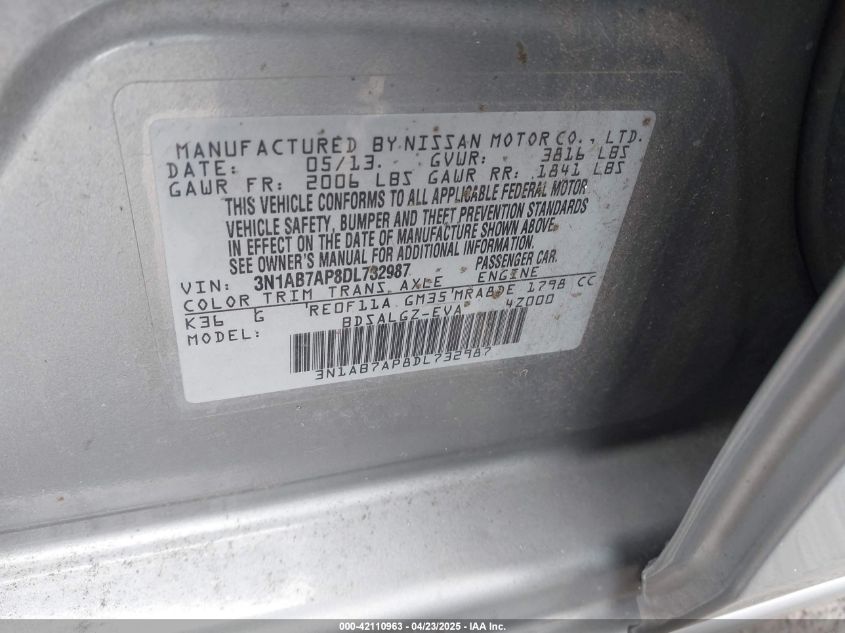 MANUFACTURED BY NISSAN MOTOR CO., LTD.
DATE: 05/13. GVWR: 3816 LBS
GAWR FR: 2006 LBS GAWR RR: 1841 LBS
THIS VEHICLE CONFORMS TO ALL APPLICABLE FEDERAL MOTOR
VEHICLE SAFETY, BUMPER AND THEFT PREVENTION STANDARDS
IN EFFECT ON THE DATE OF MANUFACTURE SHOWN ABOVE.
SEE OWNER'S MANUAL FOR ADDITIONAL INFORMATION.
VIN: 3N1AB7AP8DL732987 PASSENGER CAR.
COLOR TRIM TRANS. AXLE ENGINE
K36 G RE0F11A GM35 MRA8DE 1798 CC
MODEL: BDSALGZ-EVA 4Z000
3N1AB7AP8DL732987
000-42110963 - 04/23/2025 - IAA Inc.